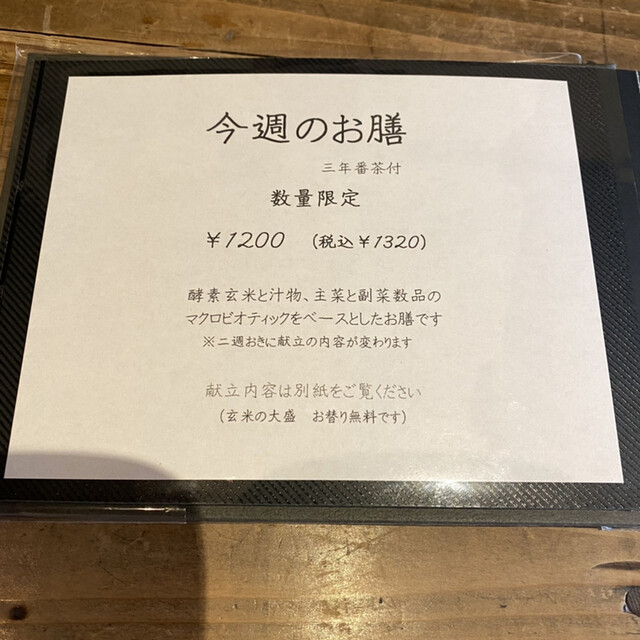 今週のお膳
三年番茶付
数量限定
￥1200 (税込￥1320)
酵素玄米と汁物、主菜と副菜数品の
マクロビオティックをベースとしたお膳です
※二週おきに献立の内容が変わります
献立内容は別紙をご覧ください
(玄米の大盛 お替り無料です)